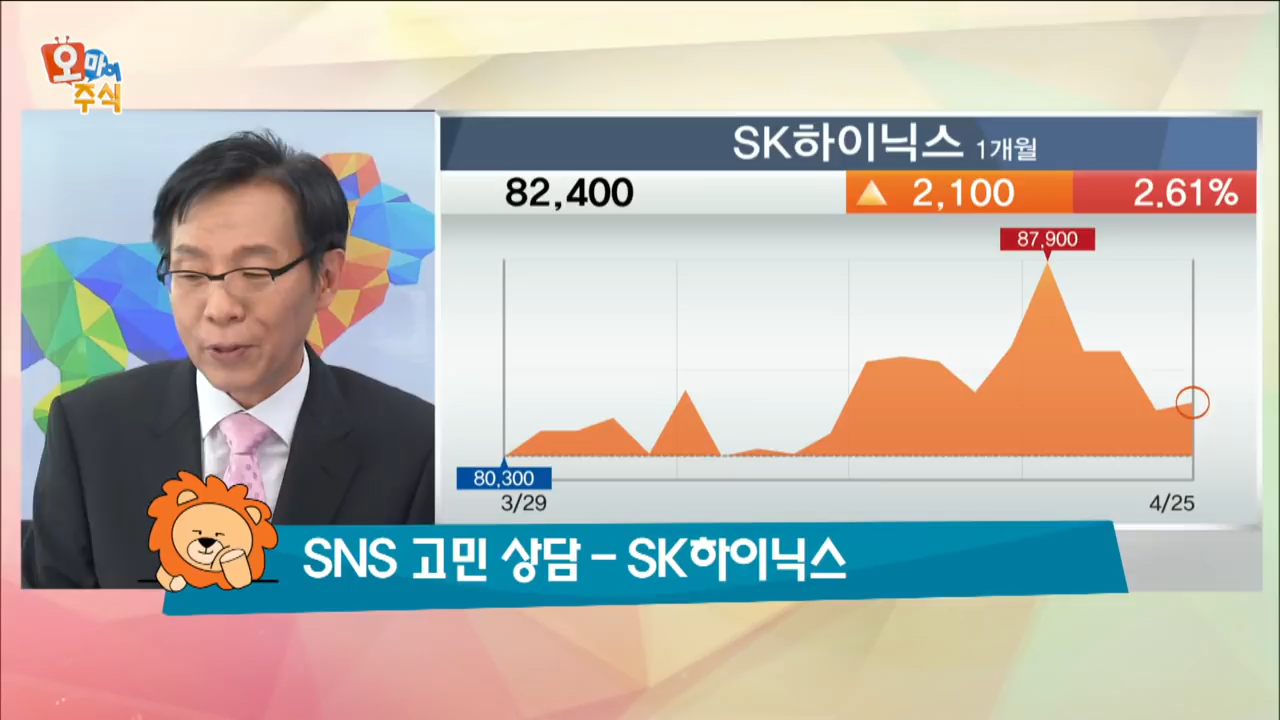 오마이
주식
SK하이닉스 1개월
82,400 ▲ 2,100 2.61%
87,900
80,300
3/29 4/25
SNS 고민 상담 – SK하이닉스